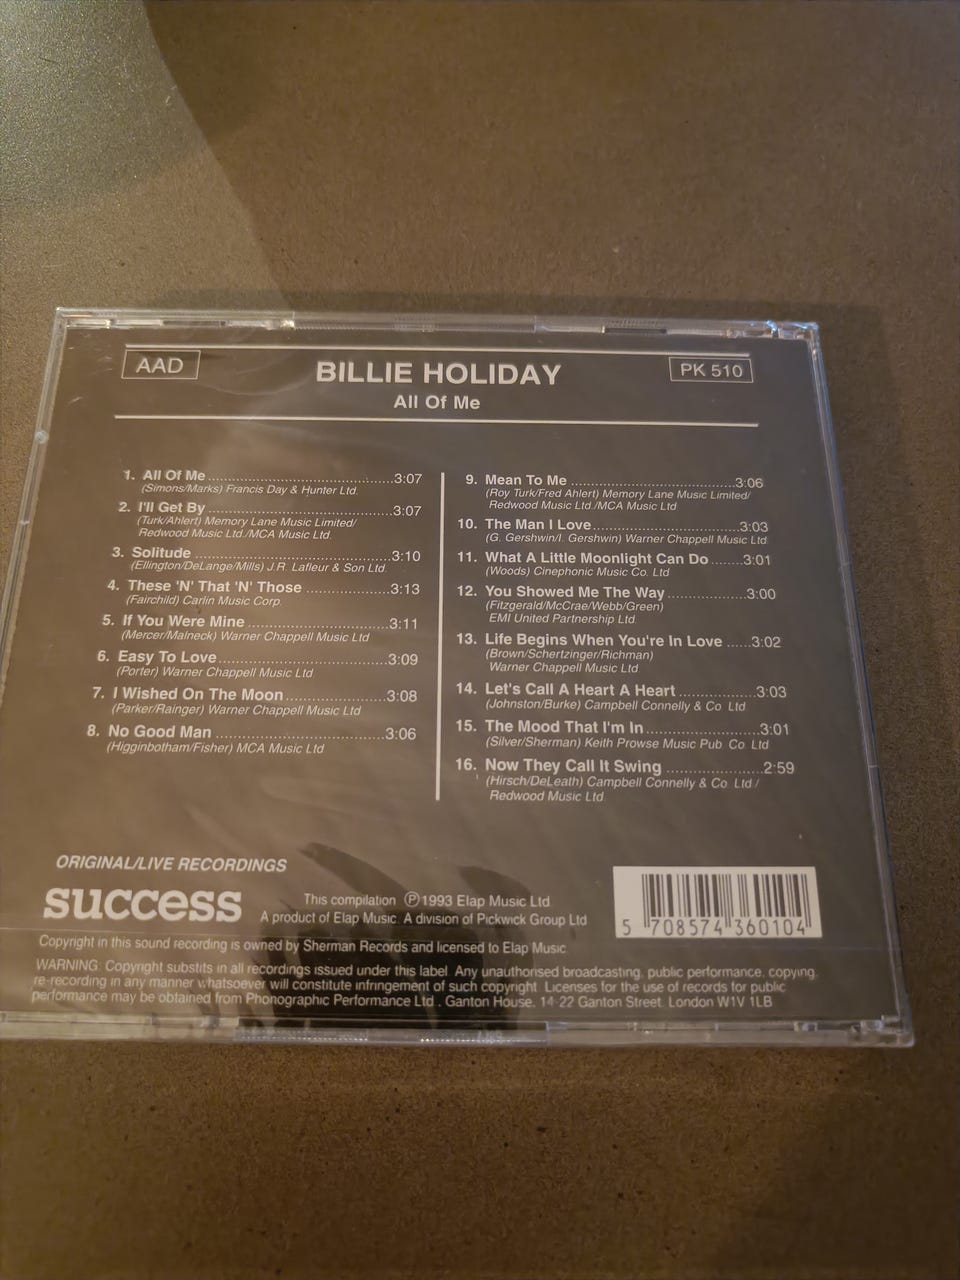 AAD
BILLIE HOLIDAY
PK 510
All Of Me
1. All Of Me.......................................3:07
(Simons/Marks) Francis Day & Hunter Ltd.
2. I'll Get By.......................................3:07
(Turk/Ahlert) Memory Lane Music Limited/
Redwood Music Ltd./MCA Music Ltd.
3. Solitude.......................................3:10
(Ellington/DeLange/Mills) J.R. Lafleur & Son Ltd.
4. These 'N' That 'N' Those..................3:13
(Fairchild) Carlin Music Corp.
5. If You Were Mine.............................3:11
(Mercer/Malneck) Warner Chappell Music Ltd
6. Easy To Love..................................3:09
(Porter) Warner Chappell Music Ltd
7. I Wished On The Moon....................3:08
(Parker/Rainger) Warner Chappell Music Ltd
8. No Good Man..................................3:06
(Higginbotham/Fisher) MCA Music Ltd
9. Mean To Me.................................3:06
(Roy Turk/Fred Ahlert) Memory Lane Music Limited/
Redwood Music Ltd./MCA Music Ltd
10. The Man I Love.............................3:03
(G. Gershwin/I. Gershwin) Warner Chappell Music Ltd
11. What A Little Moonlight Can Do.......3:01
(Woods) Cinephonic Music Co. Ltd
12. You Showed Me The Way................3:00
(Fitzgerald/McCrae/Webb/Green)
EMI United Partnership Ltd
13. Life Begins When You're In Love......3:02
(Brown/Schertzinger/Richman)
Warner Chappell Music Ltd
14. Let's Call A Heart A Heart................3:03
(Johnston/Burke) Campbell Connelly & Co. Ltd
15. The Mood That I'm In.....................3:01
(Silver/Sherman) Keith Prowse Music Pub. Co. Ltd
16. Now They Call It Swing....................2:59
(Hirsch/DeLeath) Campbell Connelly & Co. Ltd /
Redwood Music Ltd
ORIGINAL/LIVE RECORDINGS
success
This compilation Ⓟ1993 Elap Music Ltd
A product of Elap Music. A division of Pickwick Group Ltd
5 708574 360104
Copyright in this sound recording is owned by Sherman Records and licensed to Elap Music.
WARNING: Copyright substits in all recordings issued under this label. Any unauthorised broadcasting, public performance, copying,
re-recording in any manner whatsoever will constitute infringement of such copyright. Licenses for the use of records for public
performance may be obtained from Phonographic Performance Ltd., Ganton House, 14-22 Ganton Street, London W1V 1LB